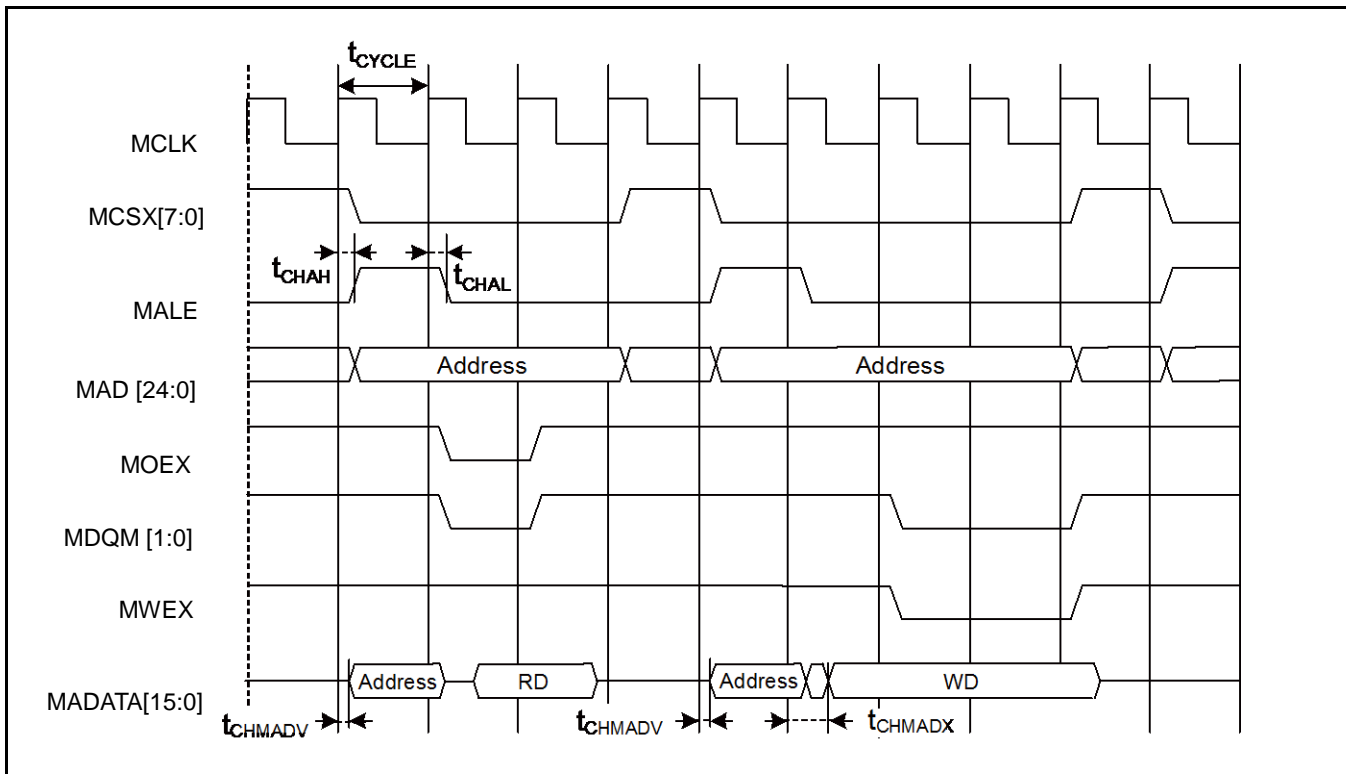 tCYCLE
MCLK
MCSX[7:0]
tCHAH
tCHAL
MALE
Address
Address
MAD [24:0]
MOEX
MDQM [1:0]
MWEX
Address
RD
Address
WD
MADATA[15:0]
tCHMADV
tCHMADV
tCHMADX